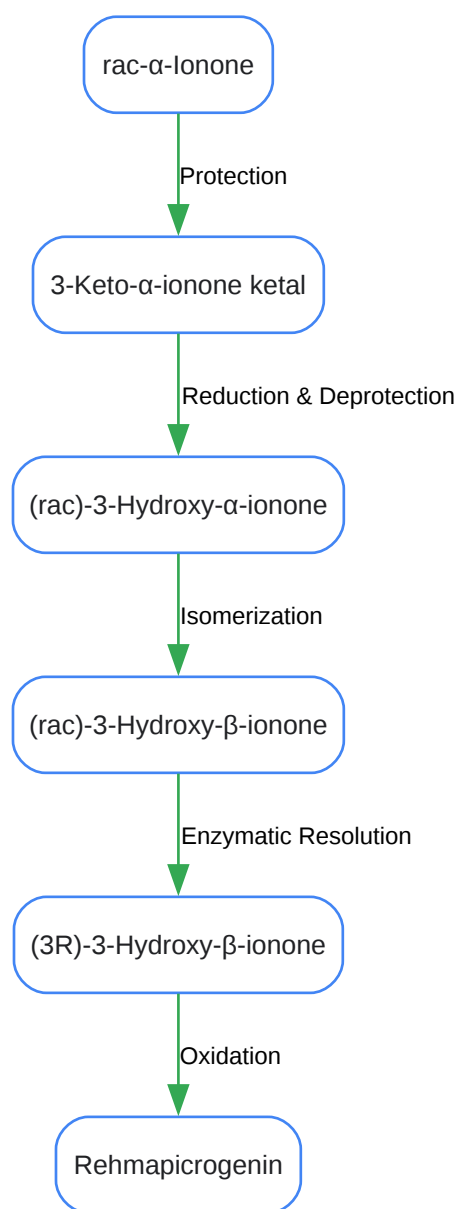 rac-α-Ionone
Protection
3-Keto-α-ionone ketal
Reduction & Deprotection
(rac)-3-Hydroxy-α-ionone
Isomerization
(rac)-3-Hydroxy-β-ionone
Enzymatic Resolution
(3R)-3-Hydroxy-β-ionone
Oxidation
Rehmapicrogenin